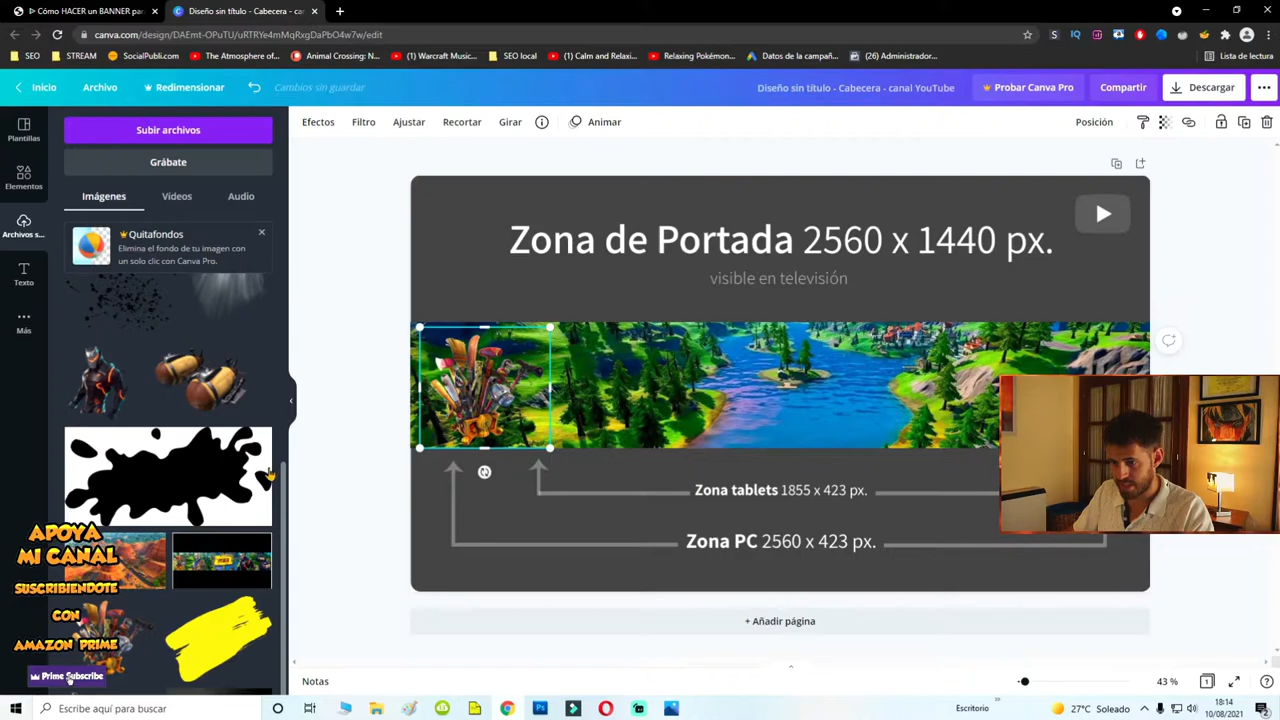 ▷ Cómo HACER un BANNER para
Diseño sin título - Cabecera - can
canva.com/design/DAEmt-OPuTU/uRTRYe4mMqRxgDaPbO4w7w/edit
SEO
STREAM
SocialPubli.com
The Atmosphere of...
Animal Crossing: N...
(1) Warcraft Music:...
SEO local
(1) Calm and Relaxi...
Relaxing Pokémon...
Datos de la campañ...
(26) Administrador...
Lista de lectura
Inicio
Archivo
Redimensionar
Cambios sin guardar
Diseño sin título - Cabecera - canal YouTube
Probar Canva Pro
Compartir
Descargar
Plantillas
Elementos
Archivos s...
Texto
Más
Subir archivos
Grábate
Imágenes
Vídeos
Audio
Quitafondos
Elimina el fondo de tu imagen con
un solo clic con Canva Pro.
Efectos
Filtro
Ajustar
Recortar
Girar
Animar
Posición
Zona de Portada 2560 x 1440 px.
visible en televisión
Zona tablets 1855 x 423 px.
Zona PC 2560 x 423 px.
APOYA
MI CANAL
SUSCRIBIENDOTE
CON
AMAZON PRIME
Prime Subscribe
+ Añadir página
Notas
43 %
1
Escribe aquí para buscar
Escritorio
27°C Soleado
18:14
10/08/2021
2